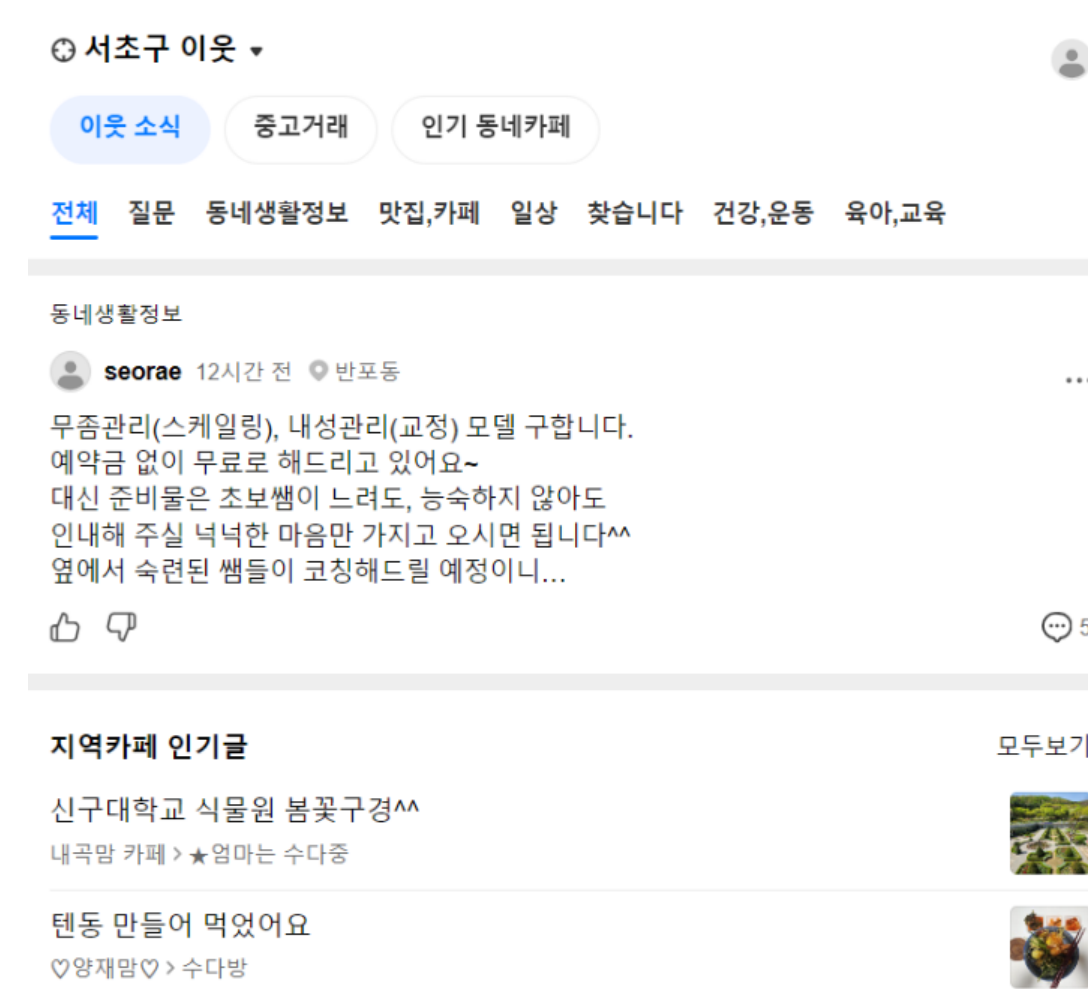 서초구 이웃
이웃 소식 중고거래 인기 동네카페
전체 질문 동네생활정보 맛집,카페 일상 찾습니다 건강,운동 육아,교육
동네생활정보
seorae 12시간 전 반포동
무좀관리(스케일링), 내성관리(교정) 모델 구합니다.
예약금 없이 무료로 해드리고 있어요~
대신 준비물은 초보쌤이 느려도, 능숙하지 않아도
인내해 주실 넉넉한 마음만 가지고 오시면 됩니다^^
옆에서 숙련된 쌤들이 코칭해드릴 예정이니...
5
지역카페 인기글 모두보기
신구대학교 식물원 봄꽃구경^^
내곡맘 카페 > ★엄마는 수다중
텐동 만들어 먹었어요
♡양재맘♡ > 수다방